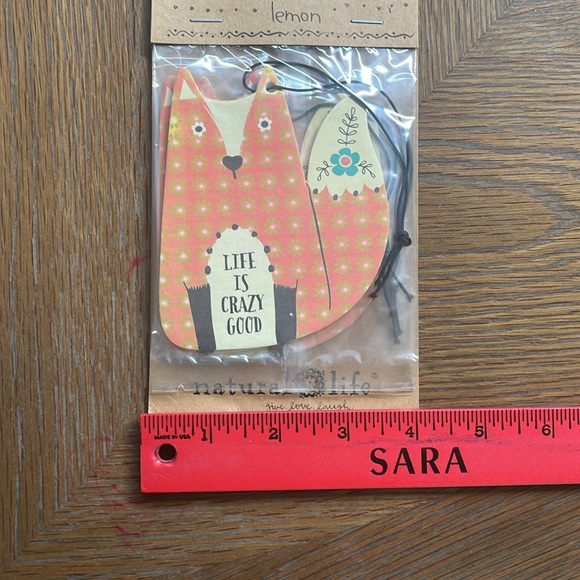 lemon
LIFE
IS
CRAZY
GOOD
natural life®
give love laugh
MADE IN USA 1 2 3 4 5 6
SARA